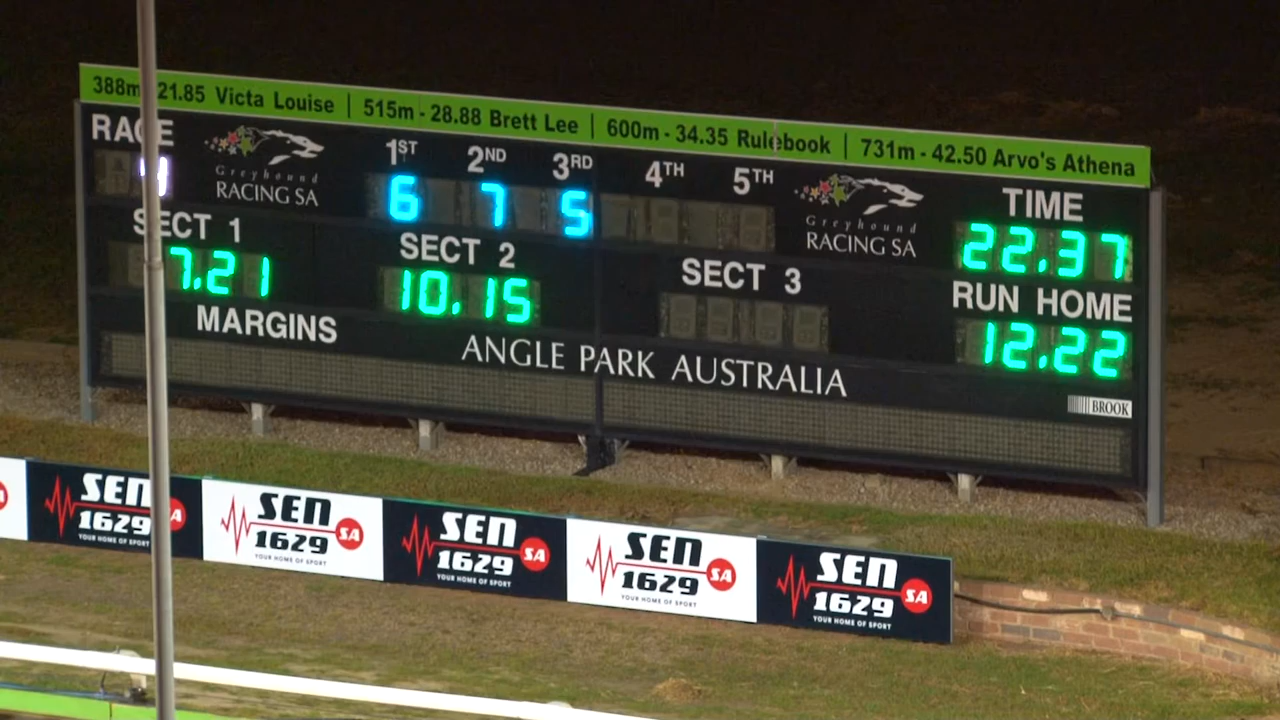 388m 21.85 Victa Louise | 515m - 28.88 Brett Lee | 600m - 34.35 Rulebook | 731m - 42.50 Arvo's Athena
RACE
Greyhound
RACING SA
1ST 2ND 3RD 4TH 5TH
6 7 5
Greyhound
RACING SA
TIME
22.37
SECT 1
7.21
SECT 2
10.15
SECT 3
RUN HOME
12.22
MARGINS
ANGLE PARK AUSTRALIA
BROOK
SEN
1629 SA
YOUR HOME OF SPORT
SEN
1629 SA
YOUR HOME OF SPORT
SEN
1629 SA
YOUR HOME OF SPORT
SEN
1629 SA
YOUR HOME OF SPORT
SEN
1629 SA
YOUR HOME OF SPORT